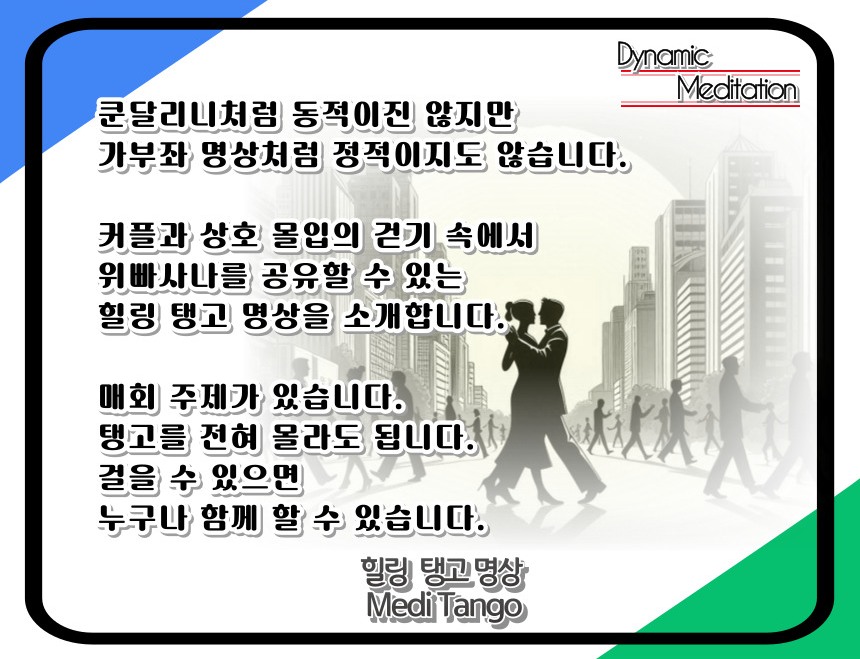 Dynamic
Meditation
쿤달리니처럼 동적이진 않지만
가부좌 명상처럼 정적이지도 않습니다.
커플과 상호 몰입의 걷기 속에서
위빠사나를 공유할 수 있는
힐링 탱고 명상을 소개합니다.
매회 주제가 있습니다.
탱고를 전혀 몰라도 됩니다.
걸을 수 있으면
누구나 함께 할 수 있습니다.
힐링 탱고 명상
Medi Tango